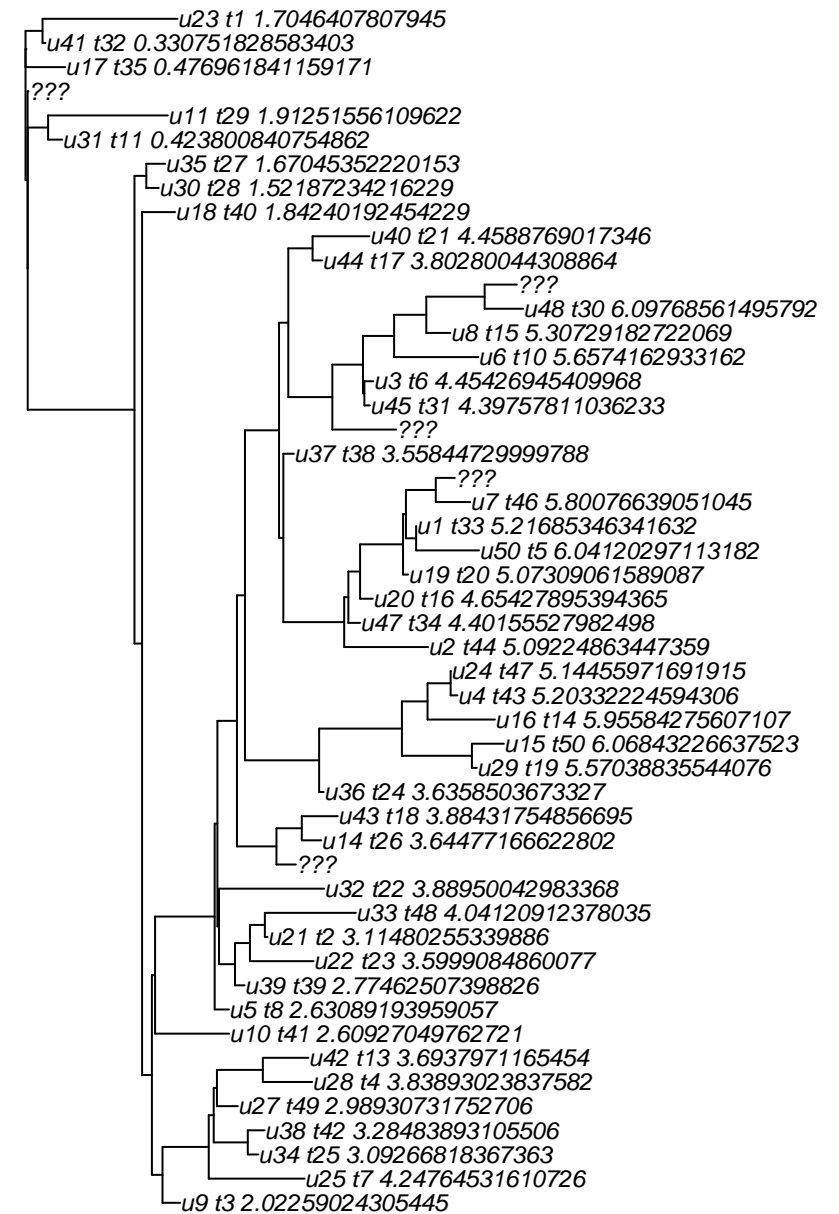 u23 t1 1.7046407807945
u41 t32 0.330751828583403
u17 t35 0.476961841159171
???
u11 t29 1.91251556109622
u31 t11 0.423800840754862
u35 t27 1.67045352220153
u30 t28 1.52187234216229
u18 t40 1.84240192454229
u40 t21 4.4588769017346
u44 t17 3.80280044308864
???
u48 t30 6.09768561495792
u8 t15 5.30729182722069
u6 t10 5.6574162933162
u3 t6 4.45426945409968
u45 t31 4.39757811036233
???
u37 t38 3.55844729999788
???
u7 t46 5.80076639051045
u1 t33 5.21685346341632
u50 t5 6.04120297113182
u19 t20 5.07309061589087
u20 t16 4.65427895394365
u47 t34 4.40155527982498
u2 t44 5.09224863447359
u24 t47 5.14455971691915
u4 t43 5.20332224594306
u16 t14 5.95584275607107
u15 t50 6.06843226637523
u29 t19 5.57038835544076
u36 t24 3.6358503673327
u43 t18 3.88431754856695
u14 t26 3.64477166622802
???
u32 t22 3.88950042983368
u33 t48 4.04120912378035
u21 t2 3.11480255339886
u22 t23 3.5999084860077
u39 t39 2.77462507398826
u5 t8 2.63089193959057
u10 t41 2.60927049762721
u42 t13 3.6937971165454
u28 t4 3.83893023837582
u27 t49 2.98930731752706
u38 t42 3.28483893105506
u34 t25 3.09266818367363
u25 t7 4.24764531610726
u9 t3 2.02259024305445